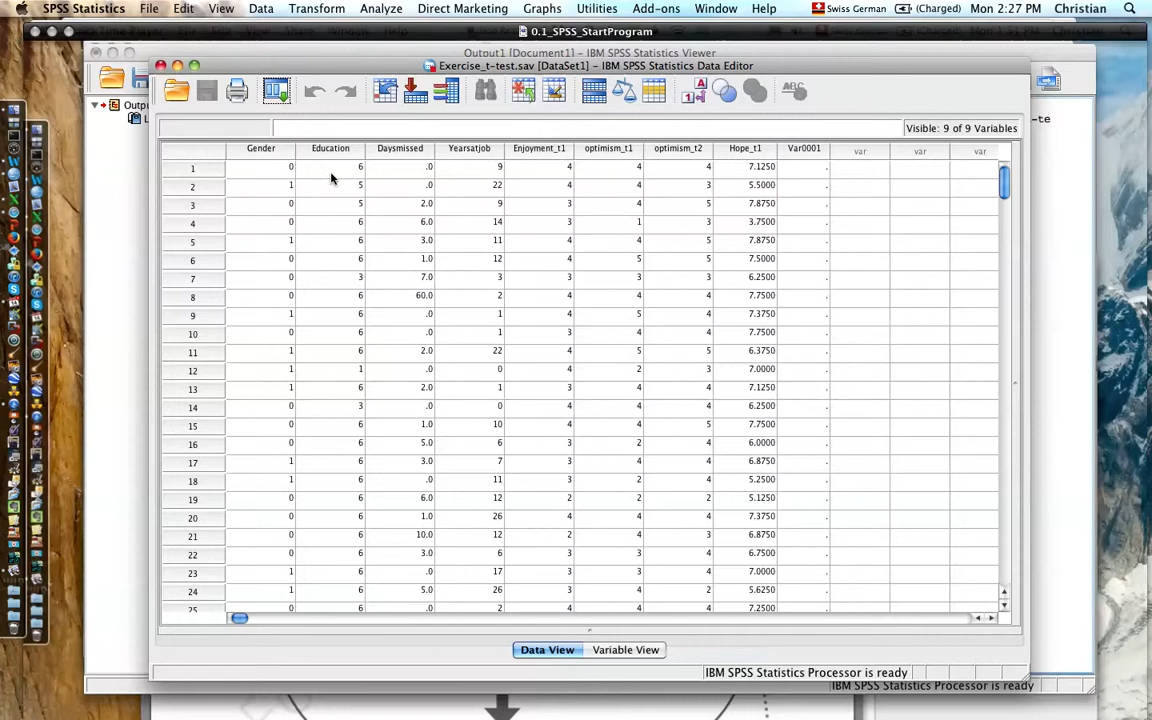 SPSS Statistics File Edit View Data Transform Analyze Direct Marketing Graphs Utilities Add-ons Window Help Swiss German (Charged) Mon 2:27 PM Christian
0.1_SPSS_StartProgram
Output1 [Document1] - IBM SPSS Statistics Viewer
Exercise_t-test.sav [DataSet1] - IBM SPSS Statistics Data Editor
Visible: 9 of 9 Variables
Gender Education Daysmissed Yearsatjob Enjoyment_t1 optimism_t1 optimism_t2 Hope_t1 Var0001 var var var
1 0 6 .0 9 4 4 4 7.1250 .
2 1 5 .0 22 4 4 3 5.5000 .
3 0 5 2.0 9 3 4 5 7.8750 .
4 0 6 6.0 14 3 1 3 3.7500 .
5 1 6 3.0 11 4 4 5 7.8750 .
6 0 6 1.0 12 4 5 5 7.5000 .
7 0 3 7.0 3 3 3 3 6.2500 .
8 0 6 60.0 2 4 4 4 7.7500 .
9 1 6 .0 1 4 5 4 7.3750 .
10 0 6 .0 1 3 4 4 7.7500 .
11 1 6 2.0 22 4 5 5 6.3750 .
12 1 1 .0 0 4 2 3 7.0000 .
13 1 6 2.0 1 3 4 4 7.1250 .
14 0 3 .0 0 4 4 4 6.2500 .
15 0 6 1.0 10 4 4 5 7.7500 .
16 0 6 5.0 6 3 2 4 6.0000 .
17 1 6 3.0 7 3 4 4 6.8750 .
18 1 6 .0 11 3 2 4 5.2500 .
19 0 6 6.0 12 2 2 2 5.1250 .
20 0 6 1.0 26 4 4 4 7.3750 .
21 0 6 10.0 12 2 4 3 6.8750 .
22 0 6 3.0 6 3 3 4 6.7500 .
23 1 6 .0 17 3 3 4 7.0000 .
24 1 6 5.0 26 3 4 2 5.6250 .
25 0 6 .0 2 4 4 4 7.2500 .
Data View Variable View
IBM SPSS Statistics Processor is ready
IBM SPSS Statistics Processor is ready